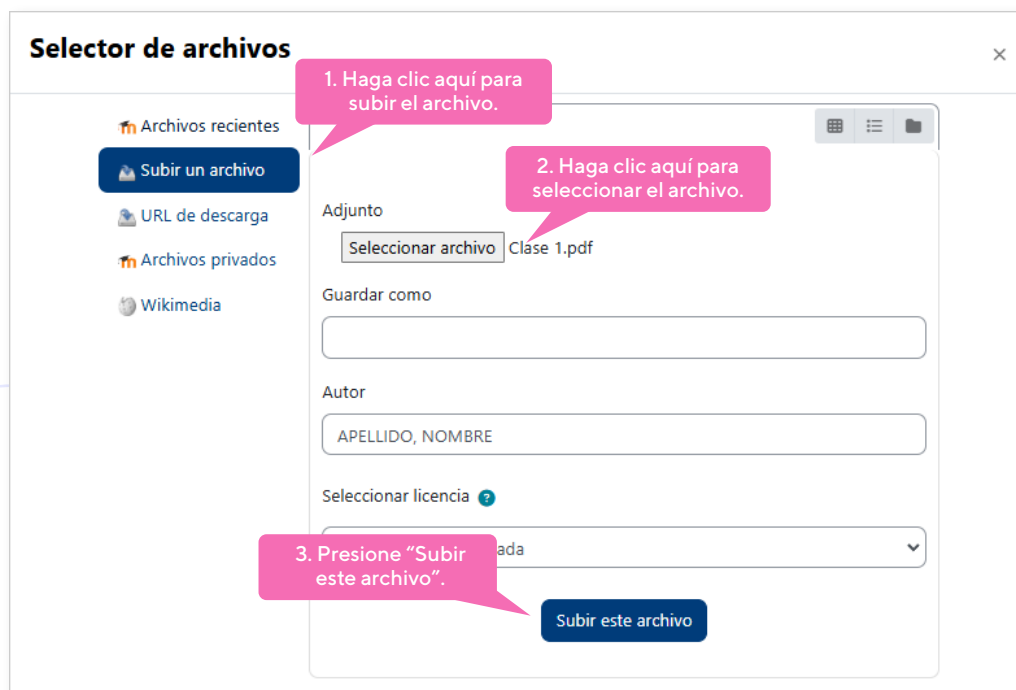 Selector de archivos
×
1. Haga clic aquí para
subir el archivo.
Archivos recientes
Subir un archivo
URL de descarga
Archivos privados
Wikimedia
2. Haga clic aquí para
seleccionar el archivo.
Adjunto
Seleccionar archivo Clase 1.pdf
Guardar como
Autor
APELLIDO, NOMBRE
Seleccionar licencia ?
ada
3. Presione “Subir
este archivo”.
Subir este archivo